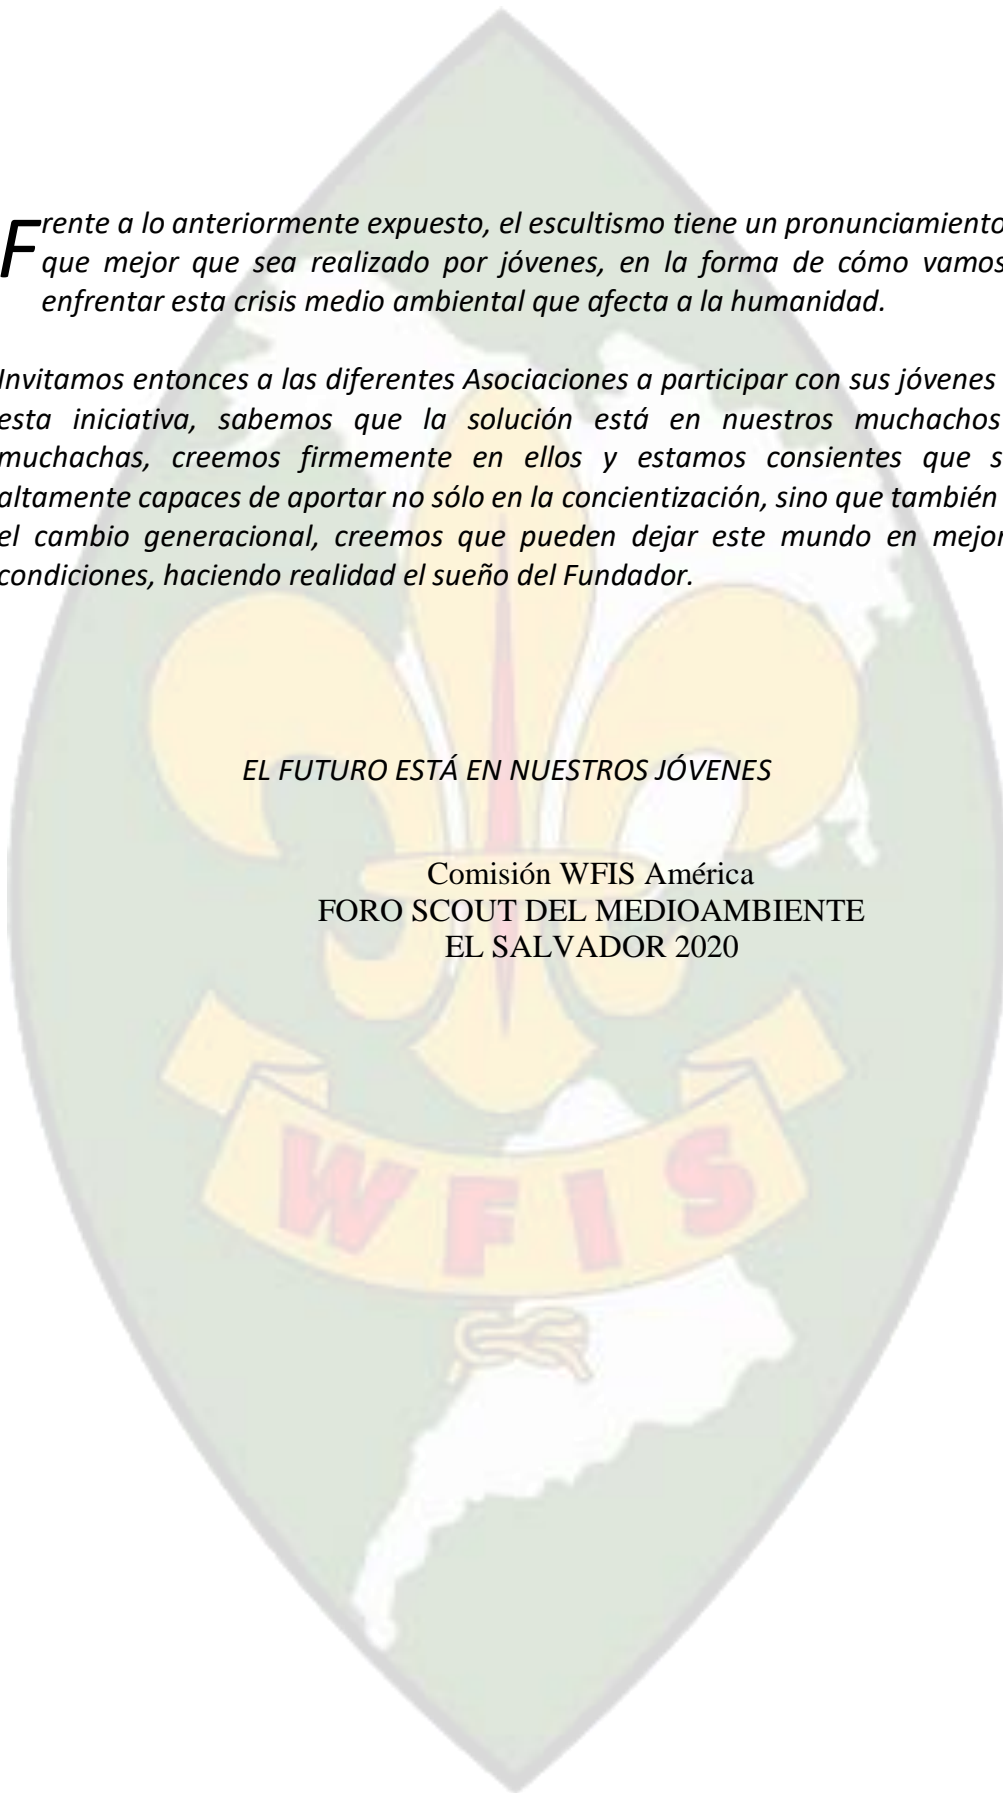 Frente a lo anteriormente expuesto, el escultismo tiene un pronunciamiento
que mejor que sea realizado por jóvenes, en la forma de cómo vamos
enfrentar esta crisis medio ambiental que afecta a la humanidad.
Invitamos entonces a las diferentes Asociaciones a participar con sus jóvenes
esta iniciativa, sabemos que la solución está en nuestros muchachos
muchachas, creemos firmemente en ellos y estamos consientes que s
altamente capaces de aportar no sólo en la concientización, sino que también
el cambio generacional, creemos que pueden dejar este mundo en mejor
condiciones, haciendo realidad el sueño del Fundador.
EL FUTURO ESTÁ EN NUESTROS JÓVENES
Comisión WFIS América
FORO SCOUT DEL MEDIOAMBIENTE
EL SALVADOR 2020
WFIS